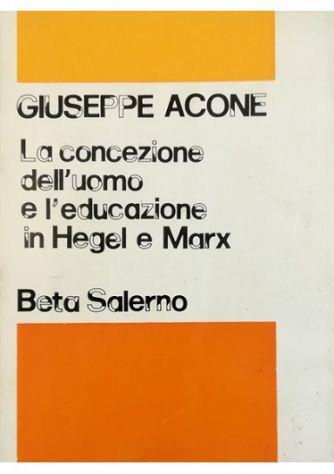 GIUSEPPE ACONE
La concezione
dell'uomo
e l'educazione
in Hegel e Marx
Beta Salerno